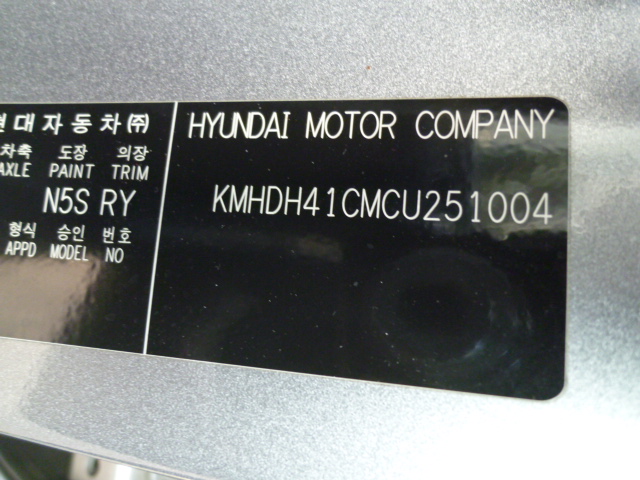 현대자동차㈜
HYUNDAI MOTOR COMPANY
차축 도장 의장
AXLE PAINT TRIM
N5S RY
KMHDH41CMCU251004
형식 승인 번호
APPD MODEL NO